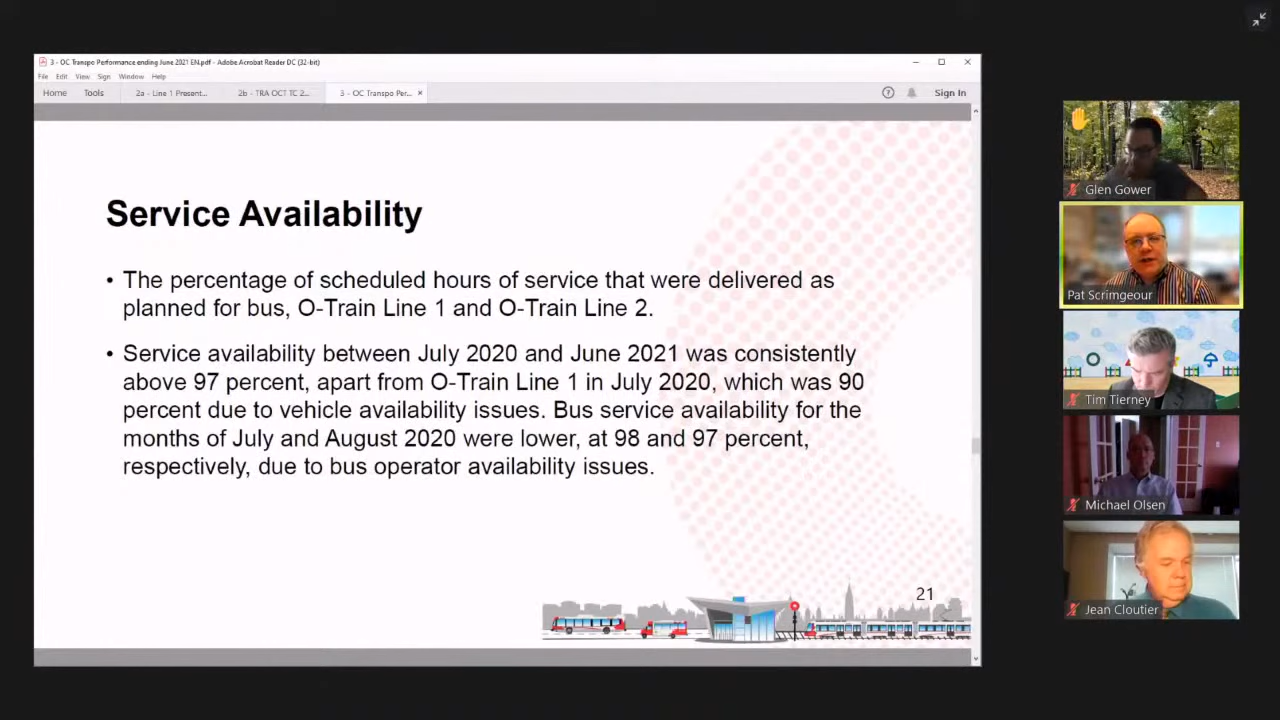 3 - OC Transpo Performance ending June 2021 EN.pdf - Adobe Acrobat Reader DC (32-bit)
File Edit View Sign Window Help
Home Tools 2a - Line 1 Present... 2b - TRA OCT TC 2... 3 - OC Transpo Per... × Sign In
Service Availability
• The percentage of scheduled hours of service that were delivered as
planned for bus, O-Train Line 1 and O-Train Line 2.
• Service availability between July 2020 and June 2021 was consistently
above 97 percent, apart from O-Train Line 1 in July 2020, which was 90
percent due to vehicle availability issues. Bus service availability for the
months of July and August 2020 were lower, at 98 and 97 percent,
respectively, due to bus operator availability issues.
21
Glen Gower
Pat Scrimgeour
Tim Tierney
Michael Olsen
Jean Cloutier